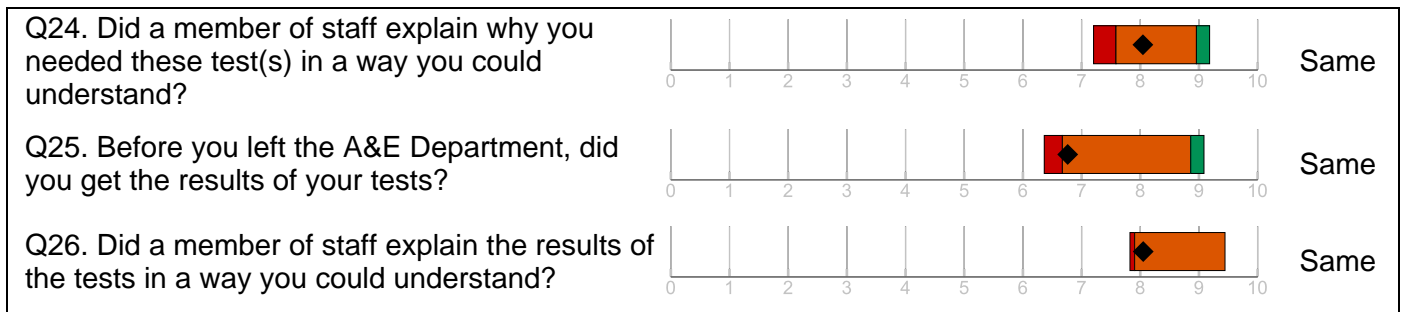 Q24. Did a member of staff explain why you
needed these test(s) in a way you could
understand?
0 1 2 3 4 5 6 7 8 9 10
Same
Q25. Before you left the A&E Department, did
you get the results of your tests?
0 1 2 3 4 5 6 7 8 9 10
Same
Q26. Did a member of staff explain the results of
the tests in a way you could understand?
0 1 2 3 4 5 6 7 8 9 10
Same